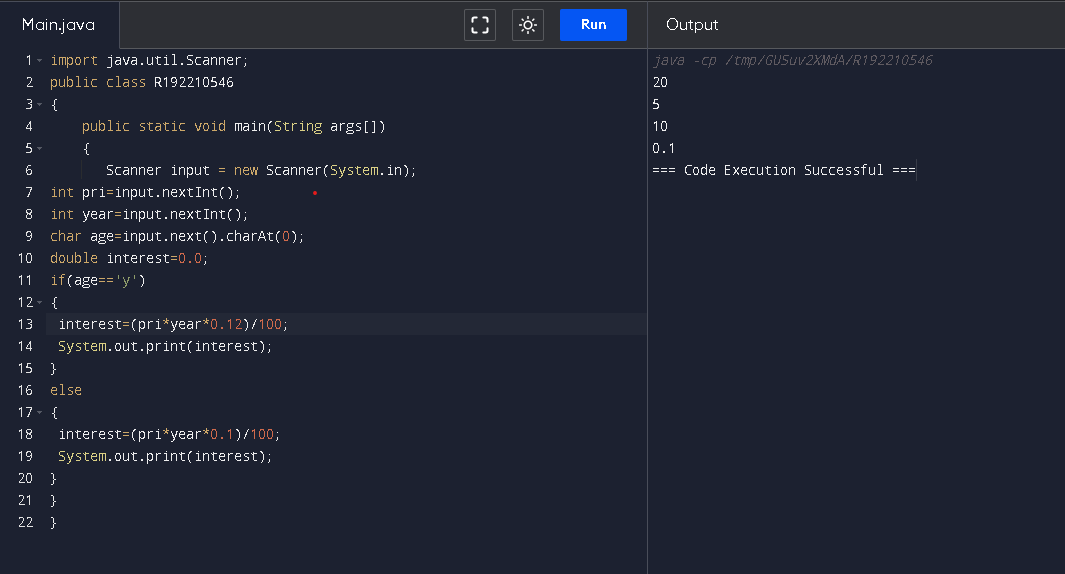 Main.java
Run
Output
1 import java.util.Scanner;
2 public class R192210546
3 {
4 public static void main(String args[])
5 {
6 Scanner input = new Scanner(System.in);
7 int pri=input.nextInt();
8 int year=input.nextInt();
9 char age=input.next().charAt(0);
10 double interest=0.0;
11 if(age=='y')
12 {
13 interest=(pri*year*0.12)/100;
14 System.out.print(interest);
15 }
16 else
17 {
18 interest=(pri*year*0.1)/100;
19 System.out.print(interest);
20 }
21 }
22 }
java -cp /tmp/GUSuv2XMdA/R192210546
20
5
10
0.1
=== Code Execution Successful ===